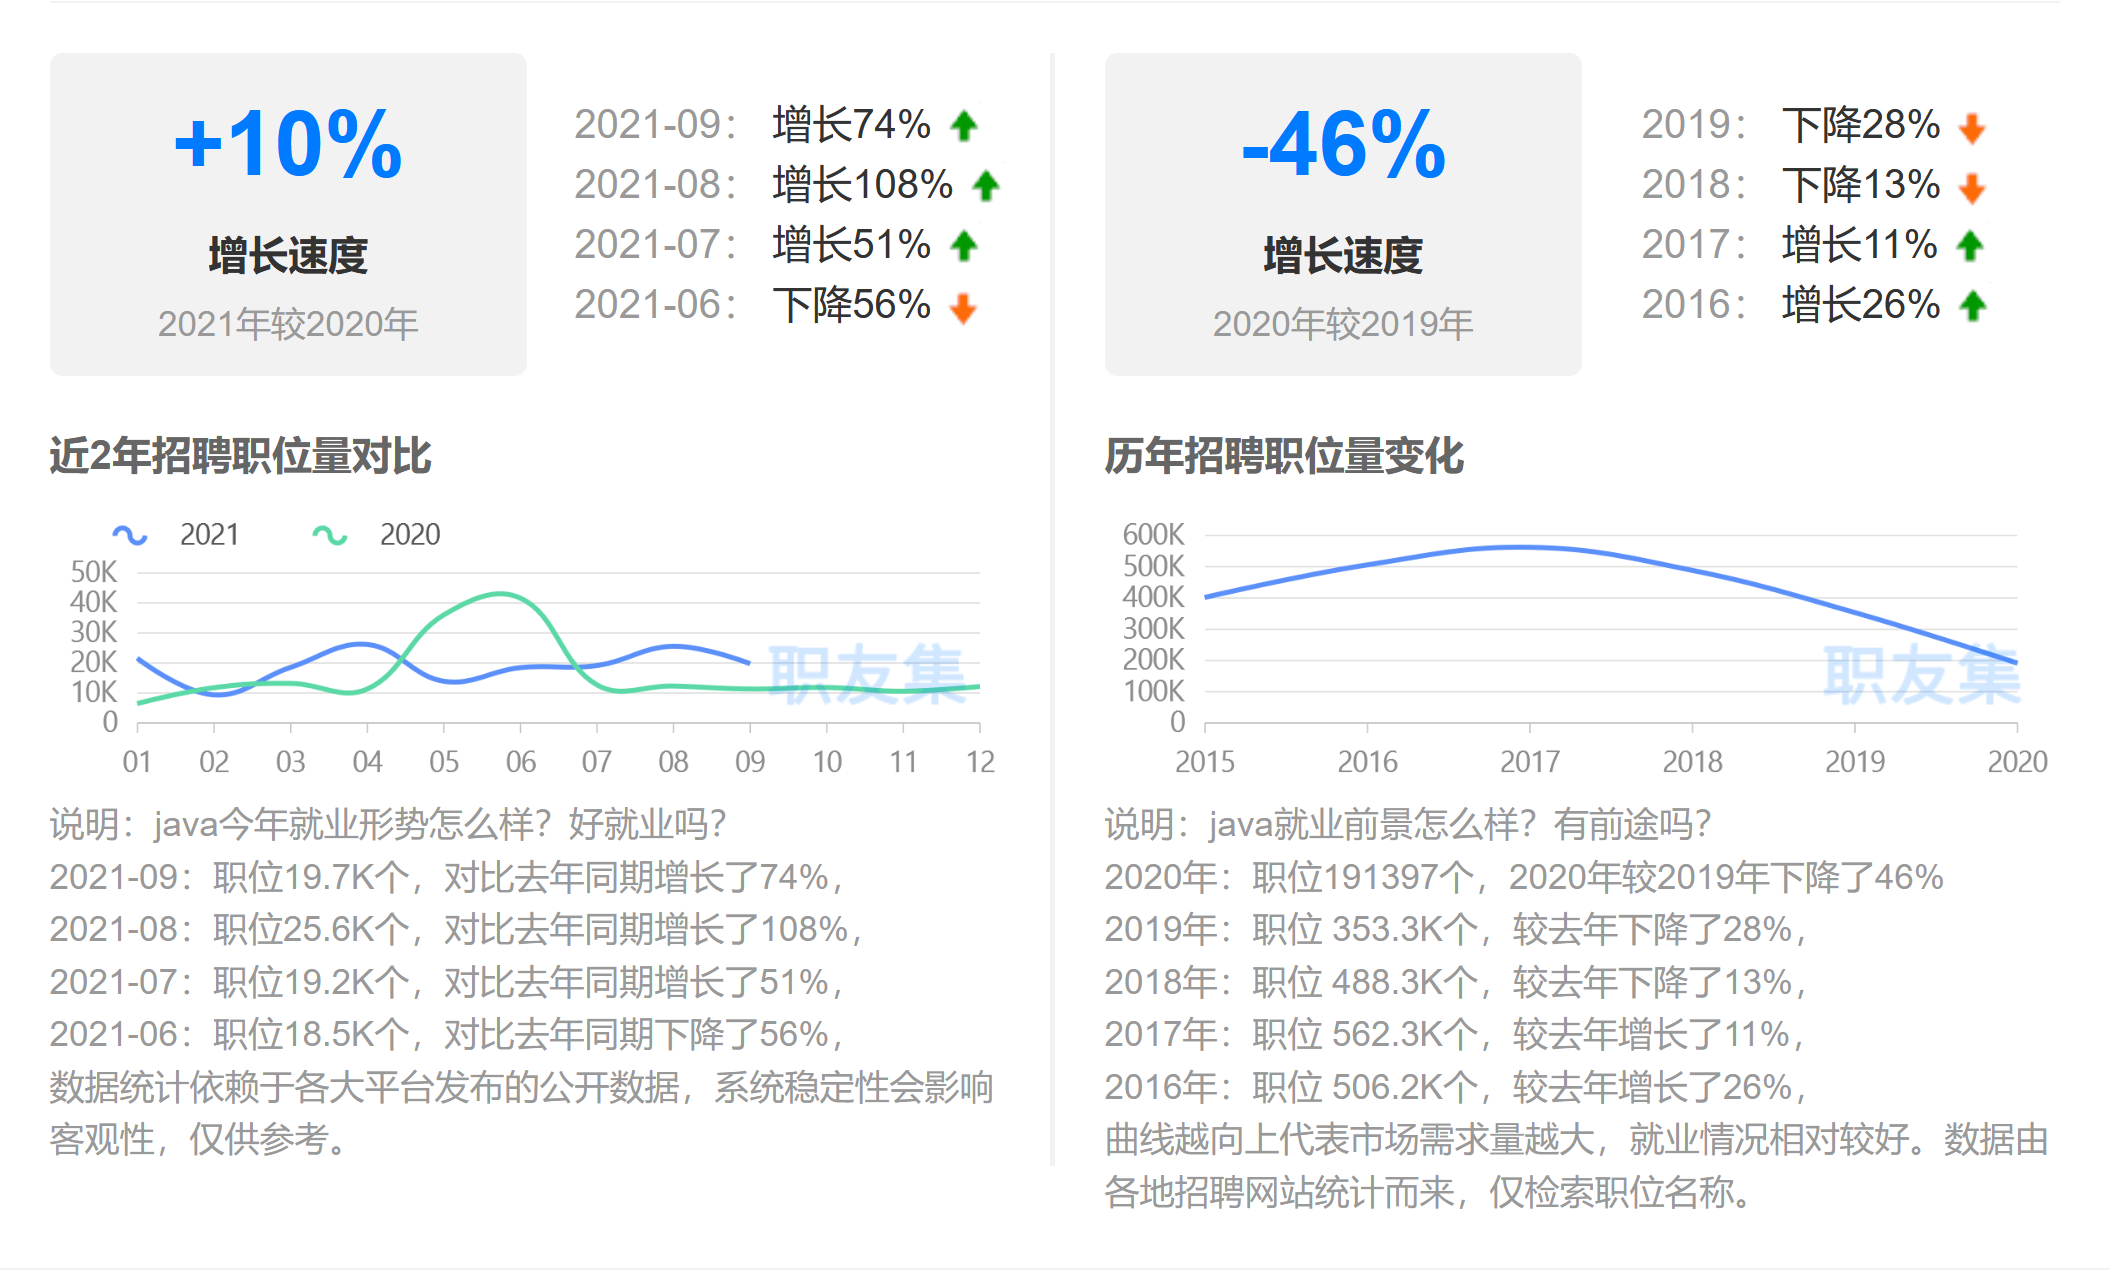 +10%
增长速度
2021年较2020年
2021-09： 增长74%
2021-08： 增长108%
2021-07： 增长51%
2021-06： 下降56%
近2年招聘职位量对比
2021 2020
50K
40K
30K
20K
10K
0
01 02 03 04 05 06 07 08 09 10 11 12
职友集
说明：java今年就业形势怎么样？好就业吗？
2021-09：职位19.7K个，对比去年同期增长了74%，
2021-08：职位25.6K个，对比去年同期增长了108%，
2021-07：职位19.2K个，对比去年同期增长了51%，
2021-06：职位18.5K个，对比去年同期下降了56%，
数据统计依赖于各大平台发布的公开数据，系统稳定性会影响
客观性，仅供参考。
-46%
增长速度
2020年较2019年
2019： 下降28%
2018： 下降13%
2017： 增长11%
2016： 增长26%
历年招聘职位量变化
600K
500K
400K
300K
200K
100K
0
2015 2016 2017 2018 2019 2020
职友集
说明：java就业前景怎么样？有前途吗？
2020年：职位191397个，2020年较2019年下降了46%
2019年：职位 353.3K个，较去年下降了28%，
2018年：职位 488.3K个，较去年下降了13%，
2017年：职位 562.3K个，较去年增长了11%，
2016年：职位 506.2K个，较去年增长了26%，
曲线越向上代表市场需求量越大，就业情况相对较好。数据由
各地招聘网站统计而来，仅检索职位名称。